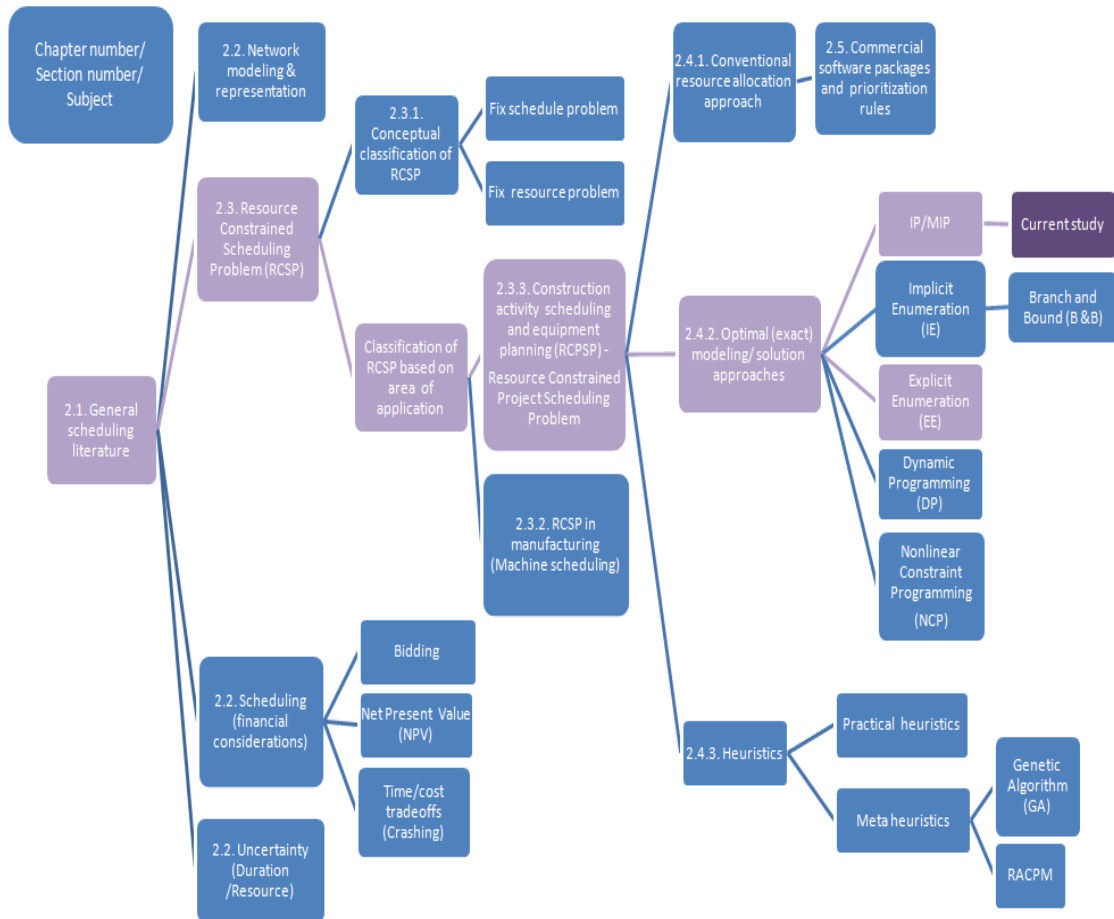 Chapter number/
Section number/
Subject
2.2. Network
modeling &
representation
2.3.1.
Conceptual
classification of
RCSP
Fix schedule problem
Fix resource problem
2.4.1. Conventional
resource allocation
approach
2.5. Commercial
software packages
and prioritization
rules
2.3. Resource
Constrained
Scheduling
Problem (RCSP)
2.1. General
scheduling
literature
Classification of
RCSP based on
area of
application
2.3.3. Construction
activity scheduling
and equipment
planning (RCPSP) -
Resource Constrained
Project Scheduling
Problem
2.3.2. RCSP in
manufacturing
(Machine scheduling)
2.4.2. Optimal (exact)
modeling/ solution
approaches
IP/MIP
Current study
Implicit
Enumeration
(IE)
Branch and
Bound (B &B)
Explicit
Enumeration
(EE)
Dynamic
Programming
(DP)
Nonlinear
Constraint
Programming
(NCP)
2.2. Scheduling
(financial
considerations)
Bidding
Net Present Value
(NPV)
Time/cost
tradeoffs
(Crashing)
2.2. Uncertainty
(Duration
/Resource)
2.4.3. Heuristics
Practical heuristics
Meta heuristics
Genetic
Algorithm
(GA)
RACPM